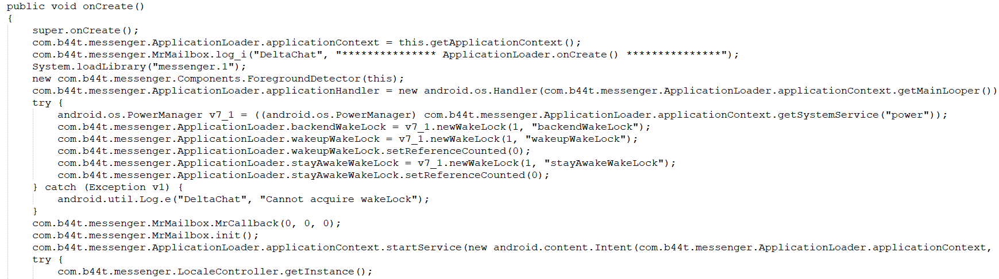 public void onCreate()
{
    super.onCreate();
    com.b44t.messenger.ApplicationLoader.applicationContext = this.getApplicationContext();
    com.b44t.messenger.MrMailbox.log_i("DeltaChat", "*************** ApplicationLoader.onCreate() ***************");
    System.loadLibrary("messenger.1");
    new com.b44t.messenger.Components.ForegroundDetector(this);
    com.b44t.messenger.ApplicationLoader.applicationHandler = new android.os.Handler(com.b44t.messenger.ApplicationLoader.applicationContext.getMainLooper())
    try {
        android.os.PowerManager v7_1 = ((android.os.PowerManager) com.b44t.messenger.ApplicationLoader.applicationContext.getSystemService("power"));
        com.b44t.messenger.ApplicationLoader.backendWakeLock = v7_1.newWakeLock(1, "backendWakeLock");
        com.b44t.messenger.ApplicationLoader.wakeupWakeLock = v7_1.newWakeLock(1, "wakeupWakeLock");
        com.b44t.messenger.ApplicationLoader.wakeupWakeLock.setReferenceCounted(0);
        com.b44t.messenger.ApplicationLoader.stayAwakeWakeLock = v7_1.newWakeLock(1, "stayAwakeWakeLock");
        com.b44t.messenger.ApplicationLoader.stayAwakeWakeLock.setReferenceCounted(0);
    } catch (Exception v1) {
        android.util.Log.e("DeltaChat", "Cannot acquire wakeLock");
    }
    com.b44t.messenger.MrMailbox.MrCallback(0, 0, 0);
    com.b44t.messenger.MrMailbox.init();
    com.b44t.messenger.ApplicationLoader.applicationContext.startService(new android.content.Intent(com.b44t.messenger.ApplicationLoader.applicationContext,
    try {
        com.b44t.messenger.LocaleController.getInstance();